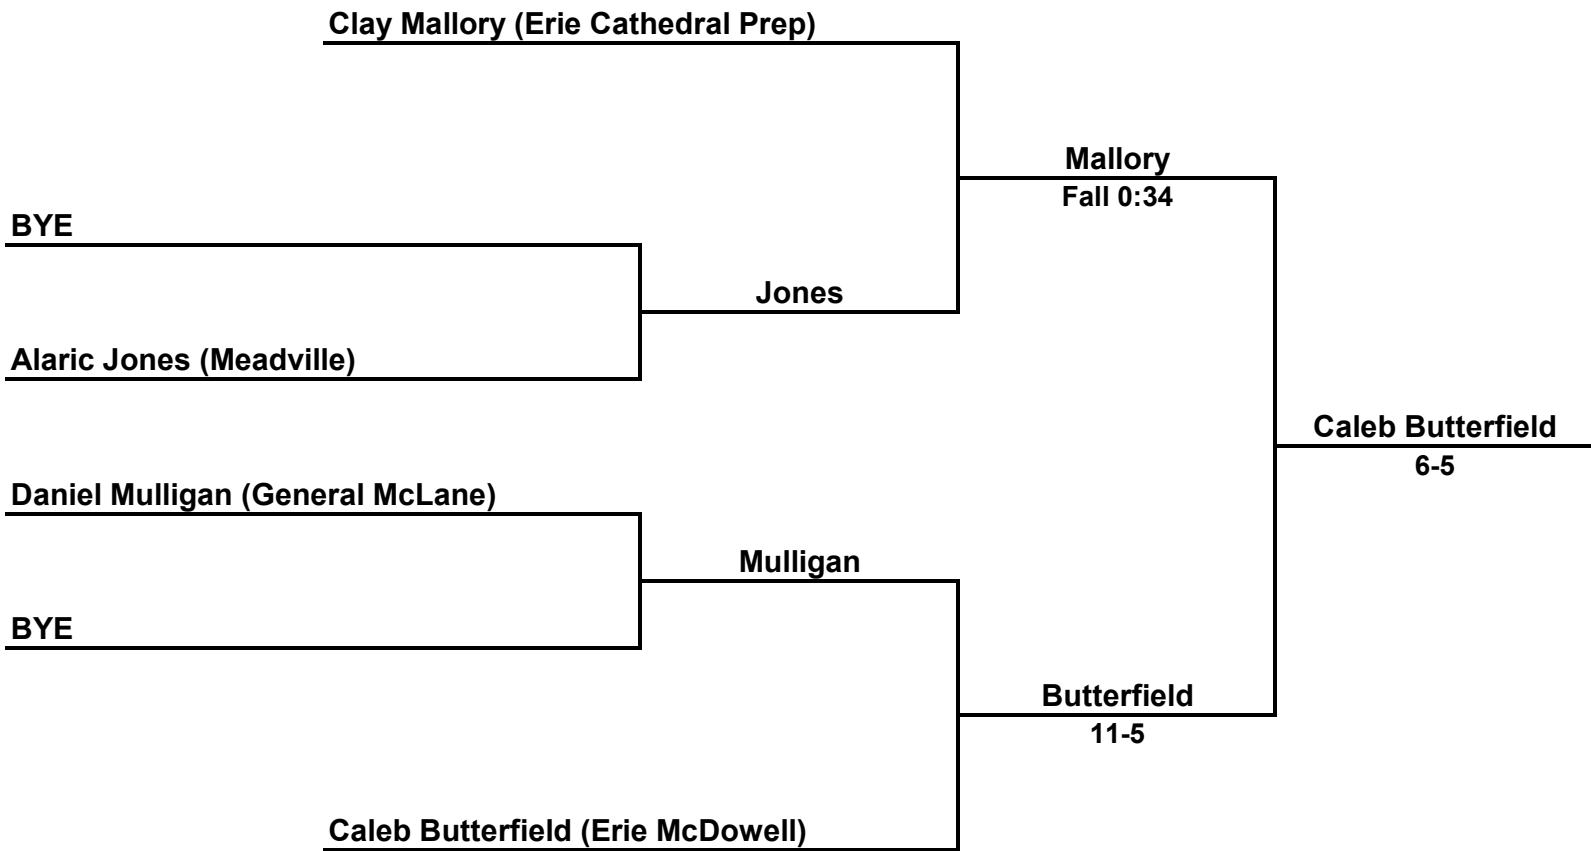 Clay Mallory (Erie Cathedral Prep)
Mallory
Fall 0:34
BYE
Jones
Alaric Jones (Meadville)
Caleb Butterfield
6-5
Daniel Mulligan (General McLane)
Mulligan
BYE
Butterfield
11-5
Caleb Butterfield (Erie McDowell)